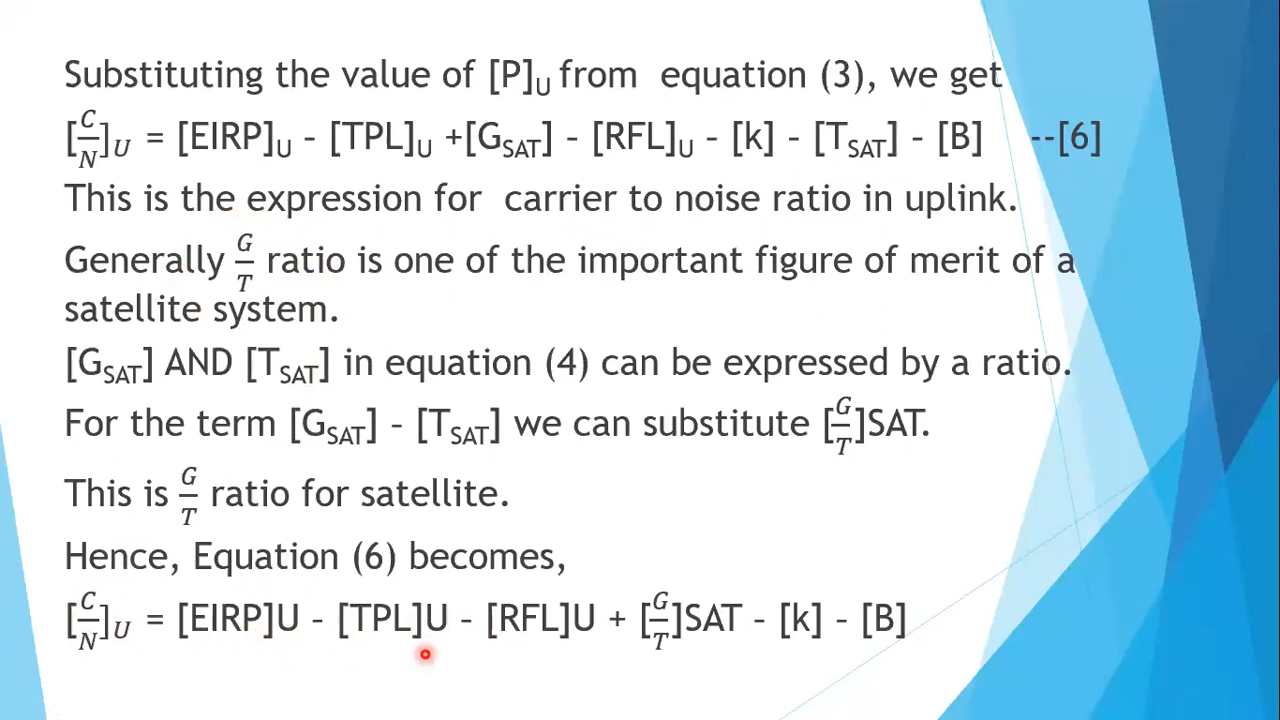 Substituting the value of [P]U from equation (3), we get
[C/N]U = [EIRP]U – [TPL]U +[GSAT] – [RFL]U – [k] – [TSAT] – [B] --[6]
This is the expression for carrier to noise ratio in uplink.
Generally G/T ratio is one of the important figure of merit of a
satellite system.
[GSAT] AND [TSAT] in equation (4) can be expressed by a ratio.
For the term [GSAT] – [TSAT] we can substitute [G/T]SAT.
This is G/T ratio for satellite.
Hence, Equation (6) becomes,
[C/N]U = [EIRP]U – [TPL]U – [RFL]U + [G/T]SAT – [k] – [B]